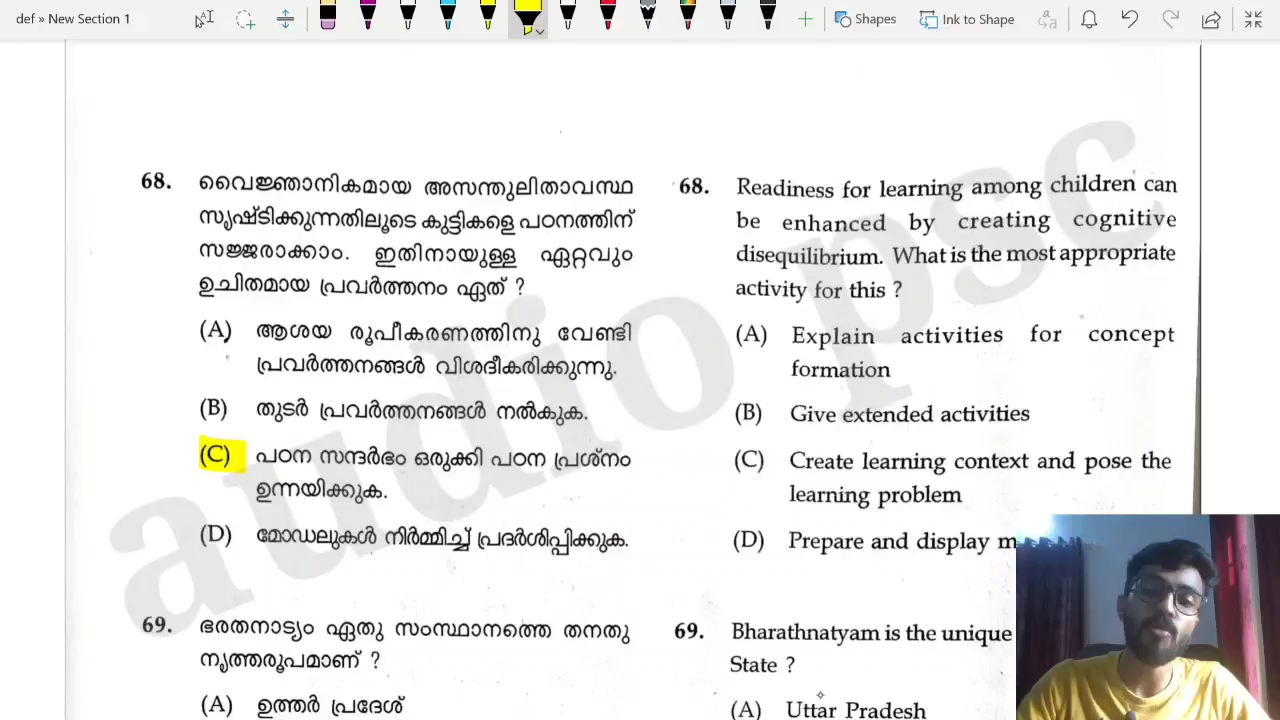 def » New Section 1
Shapes
Ink to Shape
audio psc
68. വൈജ്ഞാനികമായ അസന്തുലിതാവസ്ഥ
സൃഷ്ടിക്കുന്നതിലൂടെ കുട്ടികളെ പഠനത്തിന്
സജ്ജരാക്കാം. ഇതിനായുള്ള ഏറ്റവും
ഉചിതമായ പ്രവർത്തനം ഏത് ?
(A) ആശയ രൂപീകരണത്തിനു വേണ്ടി
പ്രവർത്തനങ്ങൾ വിശദീകരിക്കുന്നു.
(B) തുടർ പ്രവർത്തനങ്ങൾ നൽകുക.
(C) പഠന സന്ദർഭം ഒരുക്കി പഠന പ്രശ്നം
ഉന്നയിക്കുക.
(D) മോഡലുകൾ നിർമ്മിച്ച് പ്രദർശിപ്പിക്കുക.
69. ഭരതനാട്യം ഏതു സംസ്ഥാനത്തെ തനതു
നൃത്തരൂപമാണ് ?
(A) ഉത്തർ പ്രദേശ്
68. Readiness for learning among children can
be enhanced by creating cognitive
disequilibrium. What is the most appropriate
activity for this ?
(A) Explain activities for concept
formation
(B) Give extended activities
(C) Create learning context and pose the
learning problem
(D) Prepare and display
69. Bharathnatyam is the unique
State ?
(A) Uttar Pradesh